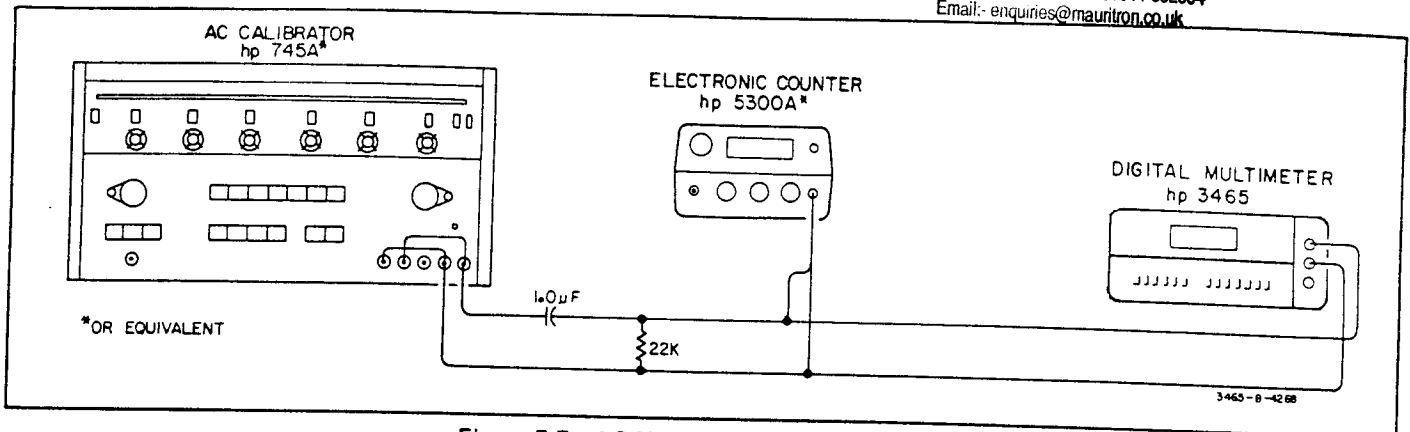 Email:- enquiries@mauritron.co.uk
AC CALIBRATOR
hp 745A*
ELECTRONIC COUNTER
hp 5300A*
DIGITAL MULTIMETER
hp 3465
1.0µF
*OR EQUIVALENT
22K
3465-B-4268